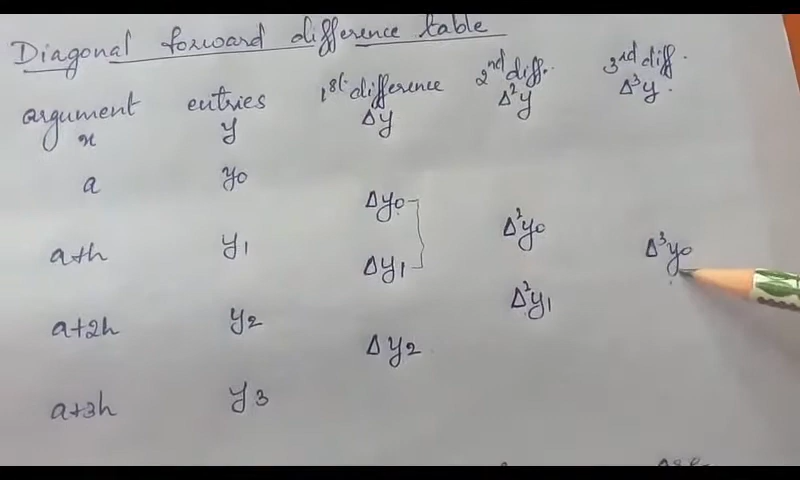 Diagonal forward difference table
argument entries 1st difference 2nd diff. 3rd diff.
x y Δy Δ²y Δ³y
a y0
Δy0
a+h y1 Δ²y0 Δ³y0
Δy1
Δ²y1
a+2h y2
Δy2
a+3h y3